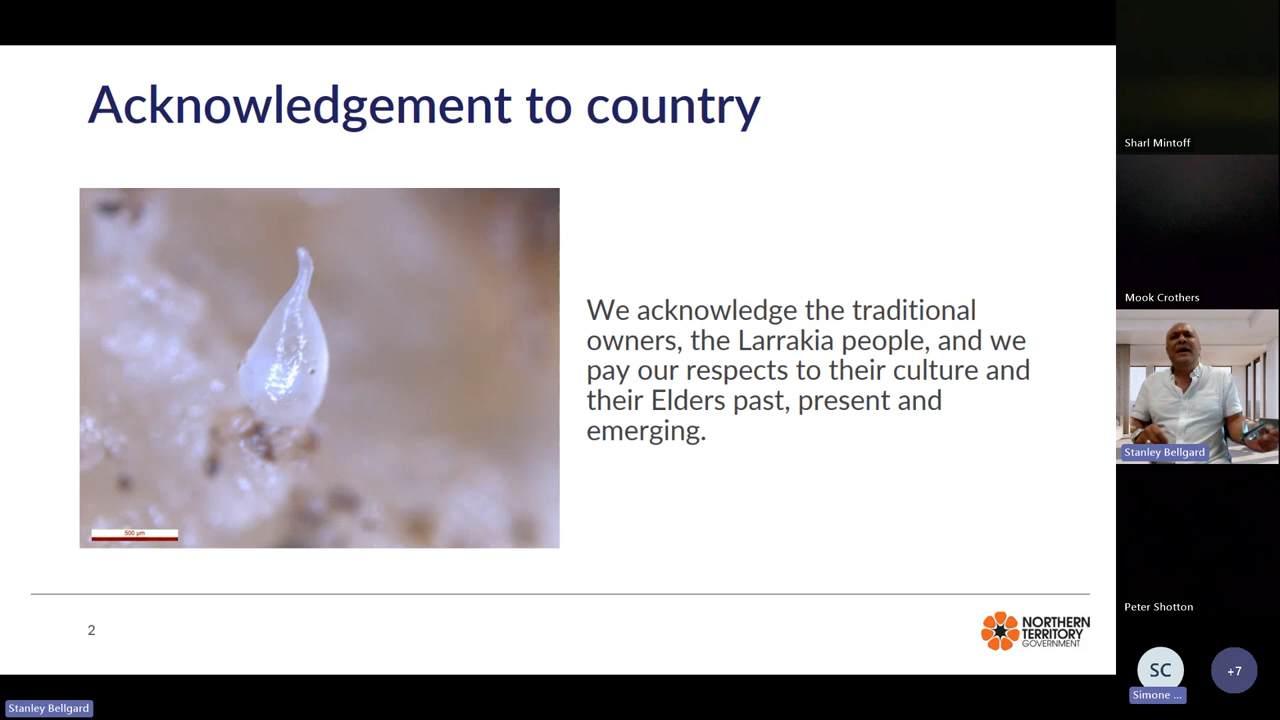 Acknowledgement to country
We acknowledge the traditional
owners, the Larrakia people, and we
pay our respects to their culture and
their Elders past, present and
emerging.
500 µm
2
NORTHERN
TERRITORY
GOVERNMENT
Sharl Mintoff
Mook Crothers
Stanley Bellgard
Peter Shotton
SC
+7
Simone ...
Stanley Bellgard